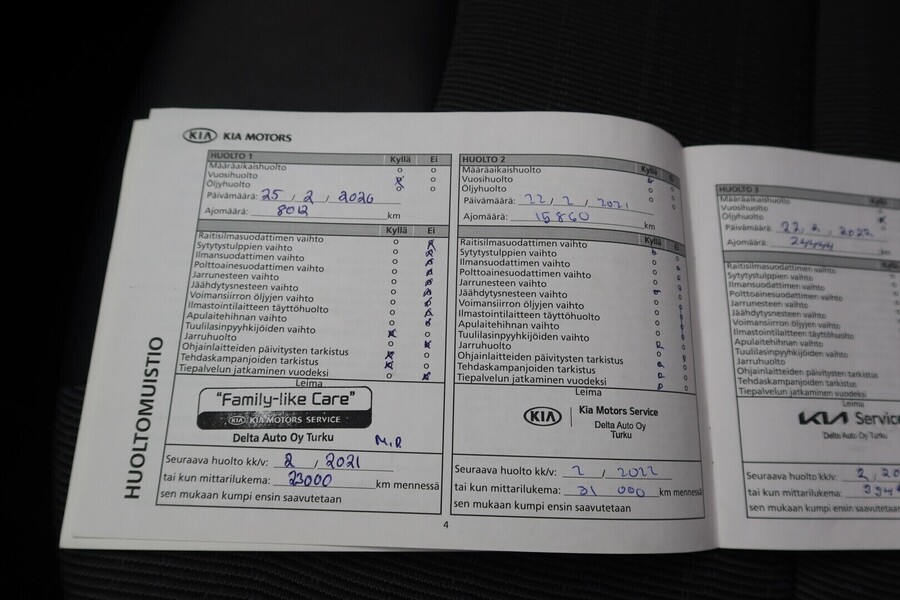 KIA KIA MOTORS
HUOLTO 1 Kyllä Ei
Määräaikaishuolto
Vuosihuolto
Öljyhuolto
Päivämäärä: 25, 2, 2020
Ajomäärä: 8012 km
Kyllä Ei
Raitisilmasuodattimen vaihto
Sytytystulppien vaihto
Ilmansuodattimen vaihto
Polttoainesuodattimen vaihto
Jarrunesteen vaihto
Jäähdytysnesteen vaihto
Voimansiirron öljyjen vaihto
Ilmastointilaitteen täyttöhuolto
Apulaitehihnan vaihto
Tuulilasinpyyhkijöiden vaihto
Jarruhuolto
Ohjainlaitteiden päivitysten tarkistus
Tehdaskampanjoiden tarkistus
Tiepalvelun jatkaminen vuodeksi
Leima
"Family-like Care"
KIA KIA MOTORS SERVICE
Delta Auto Oy Turku
Seuraava huolto kk/v: 2, 2021
tai kun mittarilukema: 23000 km mennessä
sen mukaan kumpi ensin saavutetaan
HUOLTO 2 Kyllä Ei
Määräaikaishuolto
Vuosihuolto
Öljyhuolto
Päivämäärä: 22, 2, 2021
Ajomäärä: 15860 km
Kyllä Ei
Raitisilmasuodattimen vaihto
Sytytystulppien vaihto
Ilmansuodattimen vaihto
Polttoainesuodattimen vaihto
Jarrunesteen vaihto
Jäähdytysnesteen vaihto
Voimansiirron öljyjen vaihto
Ilmastointilaitteen täyttöhuolto
Apulaitehihnan vaihto
Tuulilasinpyyhkijöiden vaihto
Jarruhuolto
Ohjainlaitteiden päivitysten tarkistus
Tehdaskampanjoiden tarkistus
Tiepalvelun jatkaminen vuodeksi
Leima
KIA Kia Motors Service
Delta Auto Oy
Turku
Seuraava huolto kk/v: 2, 2022
tai kun mittarilukema: 31 000 km mennessä
sen mukaan kumpi ensin saavutetaan
HUOLTO 3
Määräaikaishuolto
Vuosihuolto
Öljyhuolto
Päivämäärä: 22, 2, 2022
Ajomäärä: 24444
Raitisilmasuodattimen vaihto
Sytytystulppien vaihto
Ilmansuodattimen vaihto
Polttoainesuodattimen vaihto
Jarrunesteen vaihto
Jäähdytysnesteen vaihto
Voimansiirron öljyjen vaihto
Ilmastointilaitteen täyttöhuolto
Apulaitehihnan vaihto
Tuulilasinpyyhkijöiden vaihto
Jarruhuolto
Ohjainlaitteiden päivitysten tarkistus
Tehdaskampanjoiden tarkistus
Tiepalvelun jatkaminen vuodeksi
Leima
KIA Service
Delta Auto Oy Turku
Seuraava huolto kk/v: 2, 20
tai kun mittarilukema:
sen mukaan kumpi ensin saavutetaan
HUOLTOMUISTIO
4